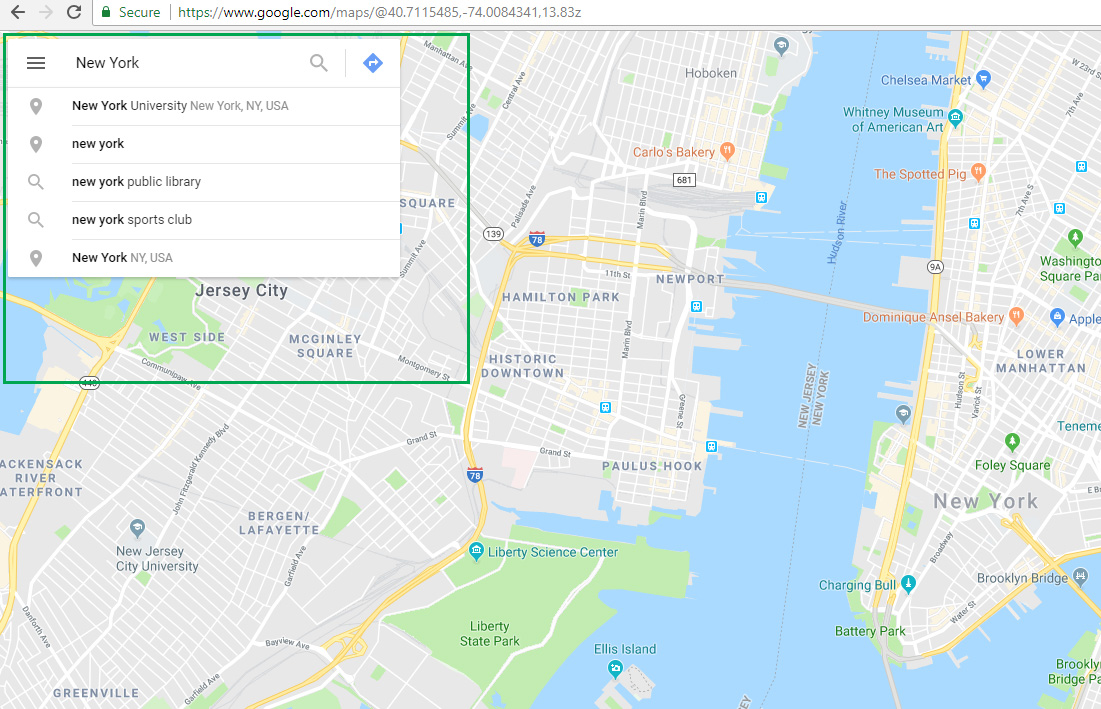 Secure
https://www.google.com/maps/@40.7115485,-74.0084341,13.83z
New York
New York University New York, NY, USA
new york
new york public library
new york sports club
New York NY, USA
Manhattan Ave
Central Ave
Summit Ave
Hoboken
Chelsea Market
W 23rd S
7th Ave
Whitney Museum
of American Art
Carlo's Bakery
The Spotted Pig
681
Palisade Ave
Marin Blvd
7th Ave S
SQUARE
139
78
Hudson River
9A
Washington
Square Pa
Summit Ave
11th St
NEWPORT
Jersey City
HAMILTON PARK
Dominique Ansel Bakery
Apple
WEST SIDE
MCGINLEY
SQUARE
Marin Blvd
HISTORIC
DOWNTOWN
LOWER
MANHATTAN
Montgomery St
Communipaw Ave
440
NEW JERSEY
NEW YORK
Greene St
Hudson St
Varick St
Teneme
John Fitzgerald Kennedy Blvd
Grand St
Grand St
PAULUS HOOK
Foley Square
ACKENSACK
RIVER
ATERFRONT
78
E B
New York
BERGEN/
LAFAYETTE
New Jersey
City University
Garfield Ave
Liberty Science Center
Broadway
Charging Bull
Brooklyn Bridge
Water St
Danforth Ave
Liberty
State Park
Battery Park
Bayview Ave
Ellis Island
Brooklyn
Bridge Pa
GREENVILLE
Garfield Ave